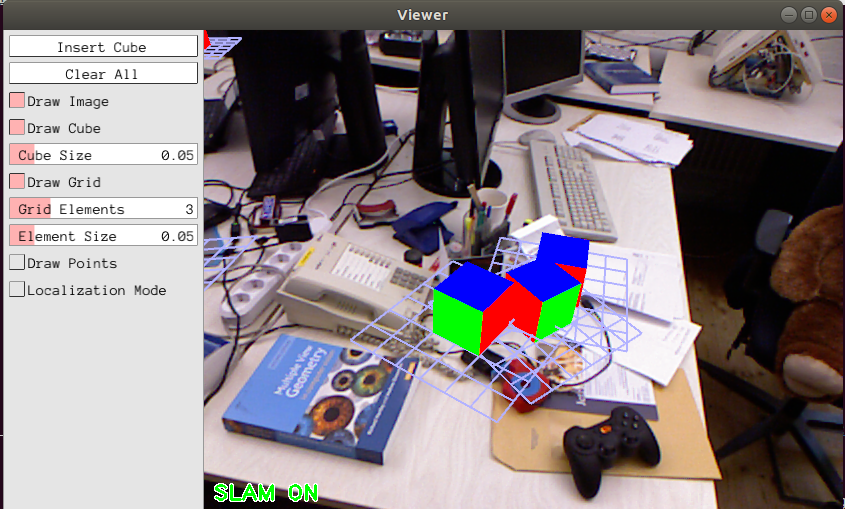 Viewer
Insert Cube
Clear All
Draw Image
Draw Cube
Cube Size 0.05
Draw Grid
Grid Elements 3
Element Size 0.05
Draw Points
Localization Mode
Multiple View
Geometry
SLAM ON